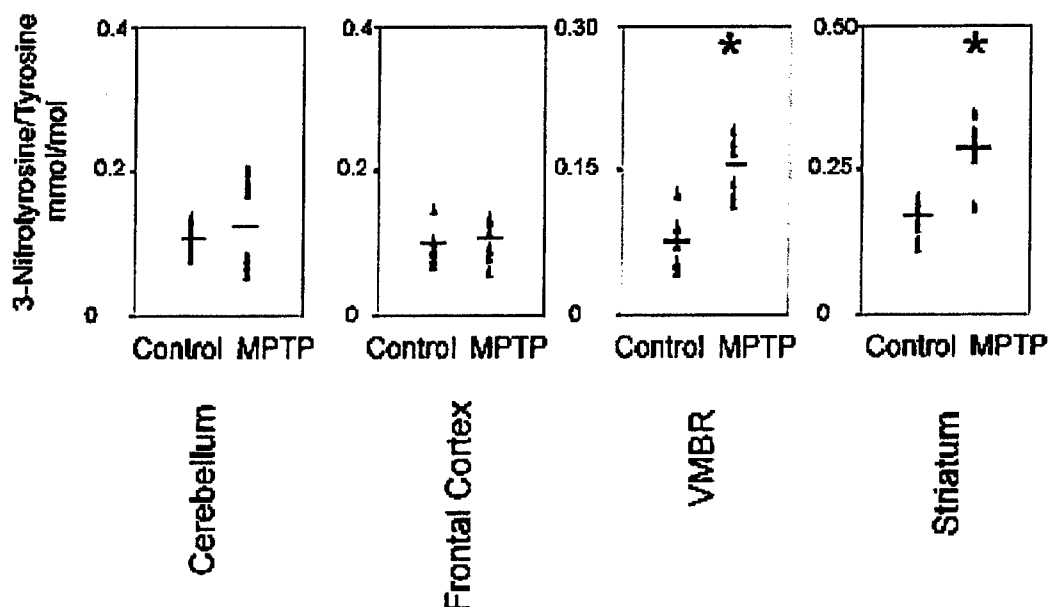 3-Nitrotyrosine/Tyrosine
mmol/mol
0.4
0.2
0
Control MPTP
Cerebellum
0.4
0.2
0
Control MPTP
Frontal Cortex
0.30
0.15
0
*
Control MPTP
VMBR
0.50
0.25
0
*
Control MPTP
Striatum